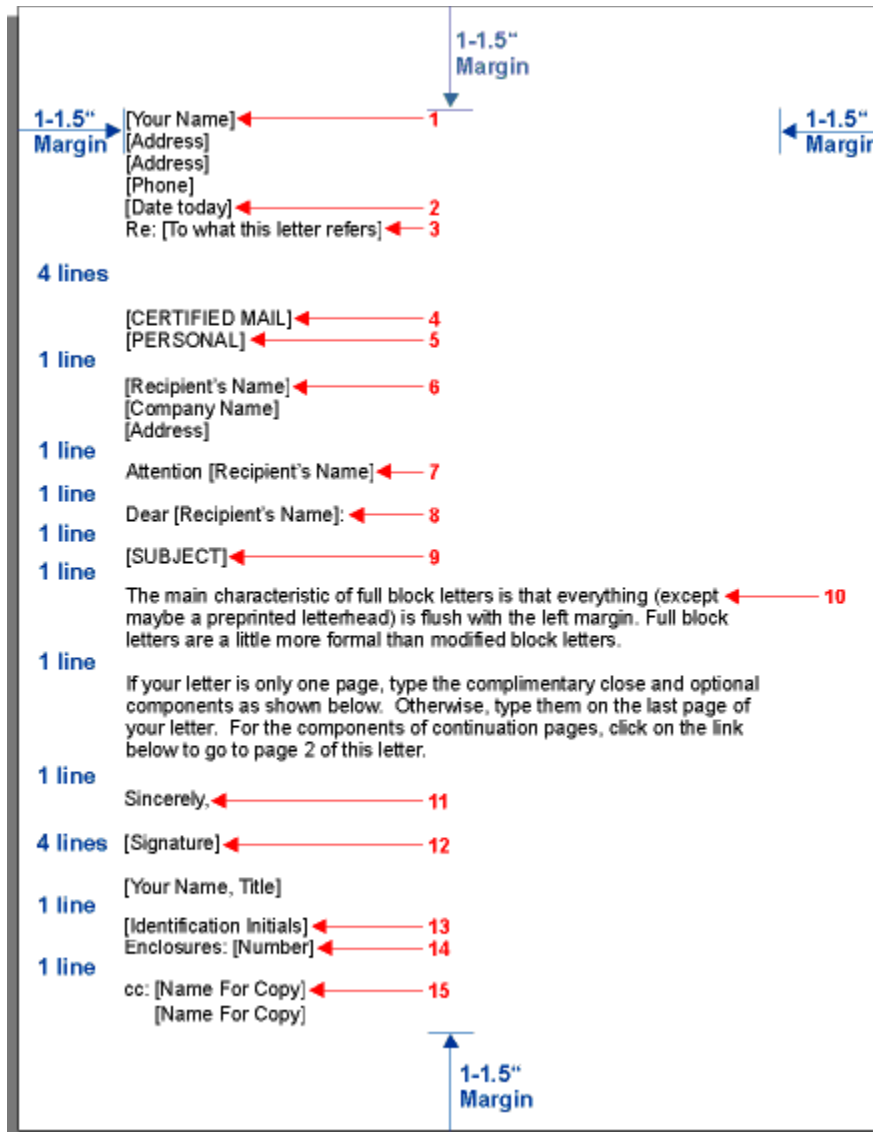 1-1.5“
Margin
1-1.5“
Margin
1-1.5“
Margin
[Your Name] 1
[Address]
[Address]
[Phone]
[Date today] 2
Re: [To what this letter refers] 3
4 lines
[CERTIFIED MAIL] 4
[PERSONAL] 5
1 line
[Recipient's Name] 6
[Company Name]
[Address]
1 line
Attention [Recipient's Name] 7
1 line
Dear [Recipient's Name]: 8
1 line
[SUBJECT] 9
1 line
The main characteristic of full block letters is that everything (except 10
maybe a preprinted letterhead) is flush with the left margin. Full block
letters are a little more formal than modified block letters.
1 line
If your letter is only one page, type the complimentary close and optional
components as shown below. Otherwise, type them on the last page of
your letter. For the components of continuation pages, click on the link
below to go to page 2 of this letter.
1 line
Sincerely, 11
4 lines [Signature] 12
[Your Name, Title]
1 line
[Identification Initials] 13
Enclosures: [Number] 14
1 line
cc: [Name For Copy] 15
[Name For Copy]
1-1.5“
Margin